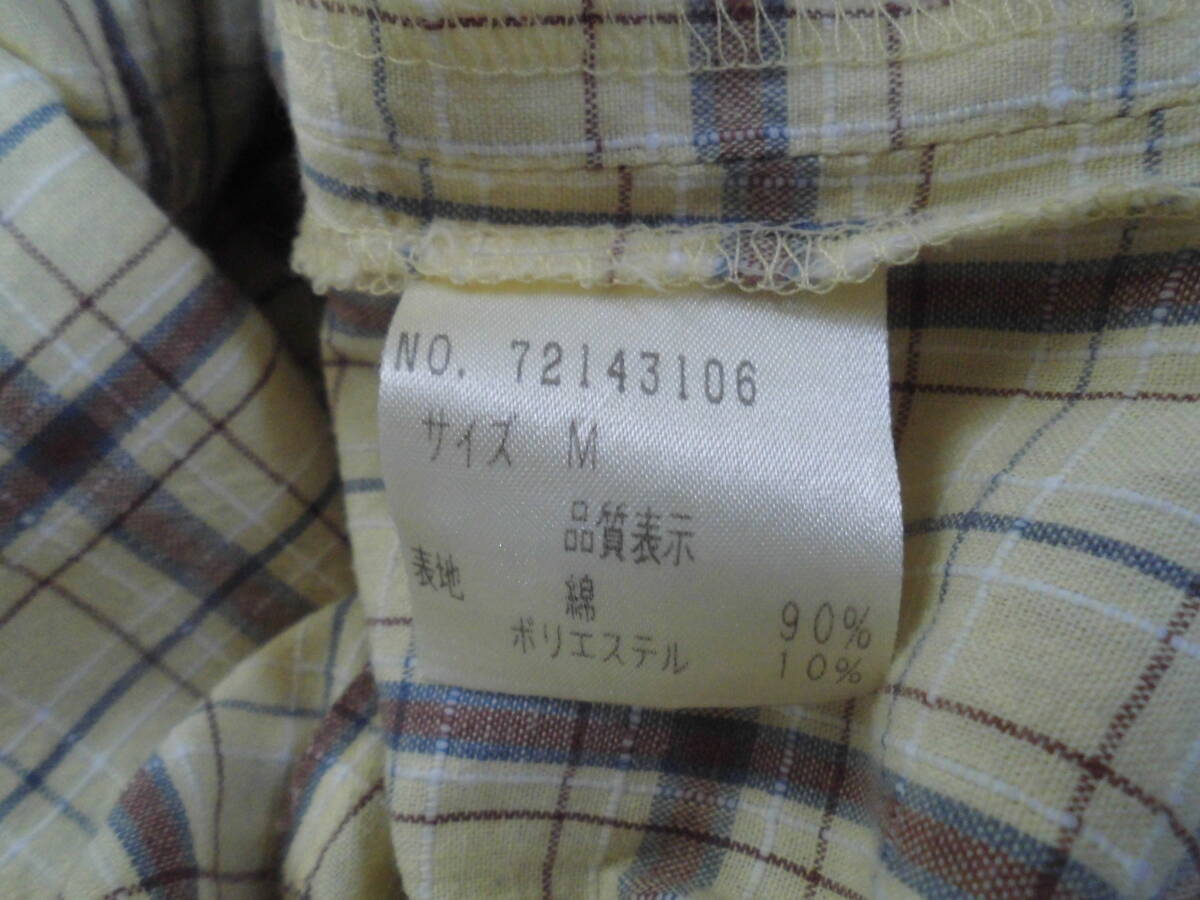 NO. 72143106
サイズ M
品質表示
表地 綿 90%
ポリエステル 10%